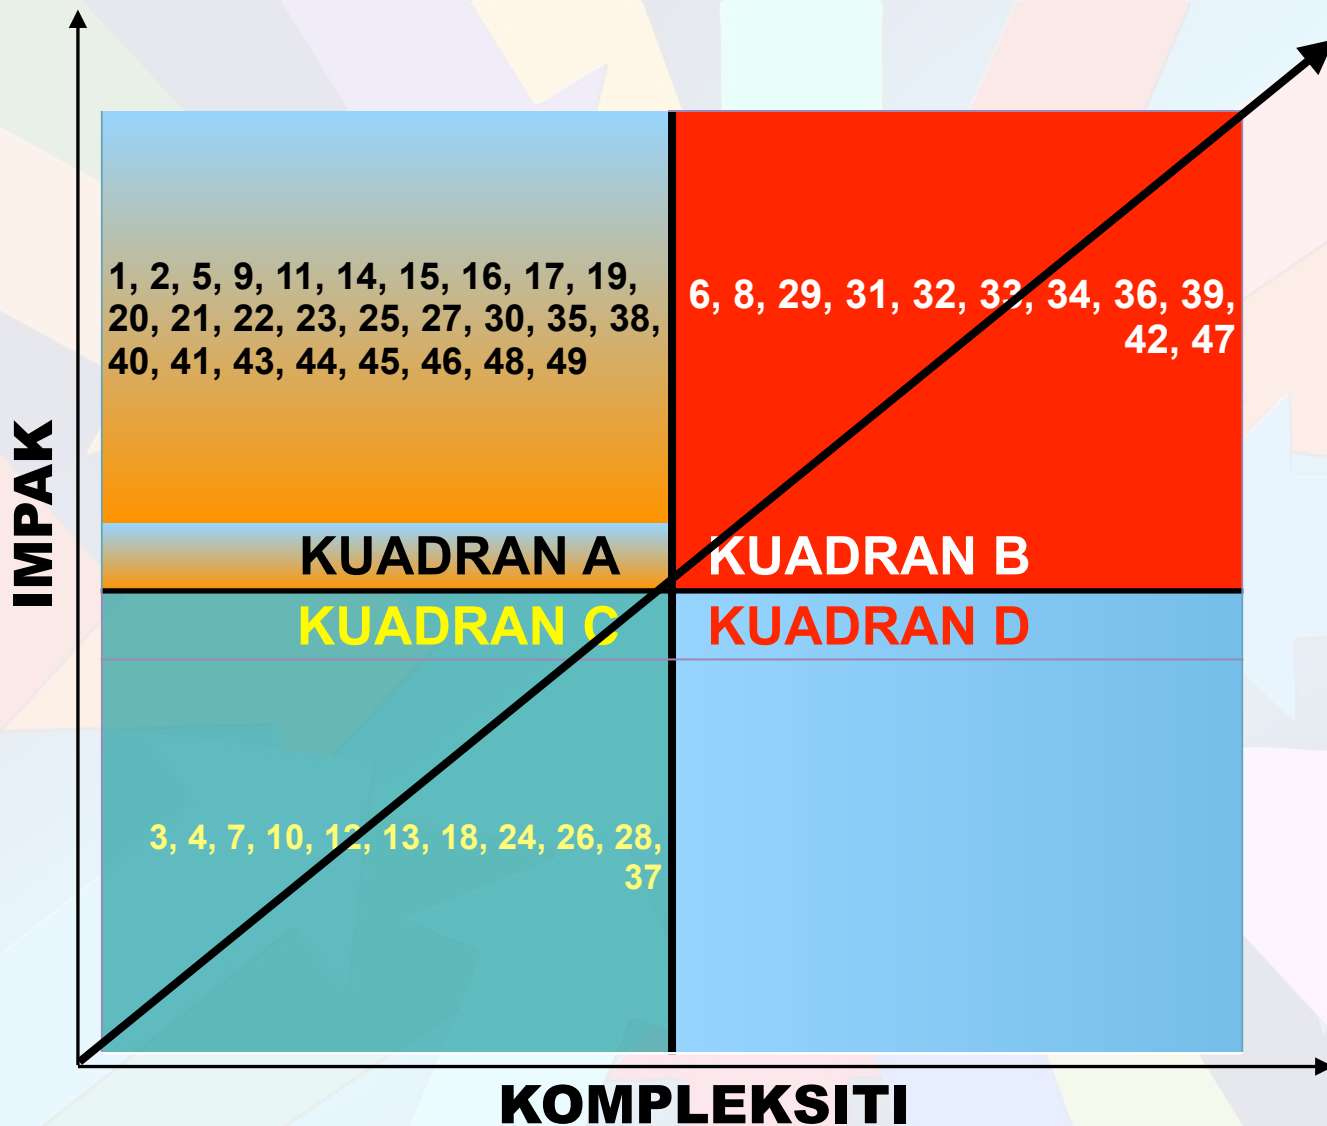 1, 2, 5, 9, 11, 14, 15, 16, 17, 19,
20, 21, 22, 23, 25, 27, 30, 35, 38,
40, 41, 43, 44, 45, 46, 48, 49
6, 8, 29, 31, 32, 33, 34, 36, 39,
42, 47
IMPAK
KUADRAN A
KUADRAN B
KUADRAN C
KUADRAN D
3, 4, 7, 10, 12, 13, 18, 24, 26, 28,
37
KOMPLEKSITI